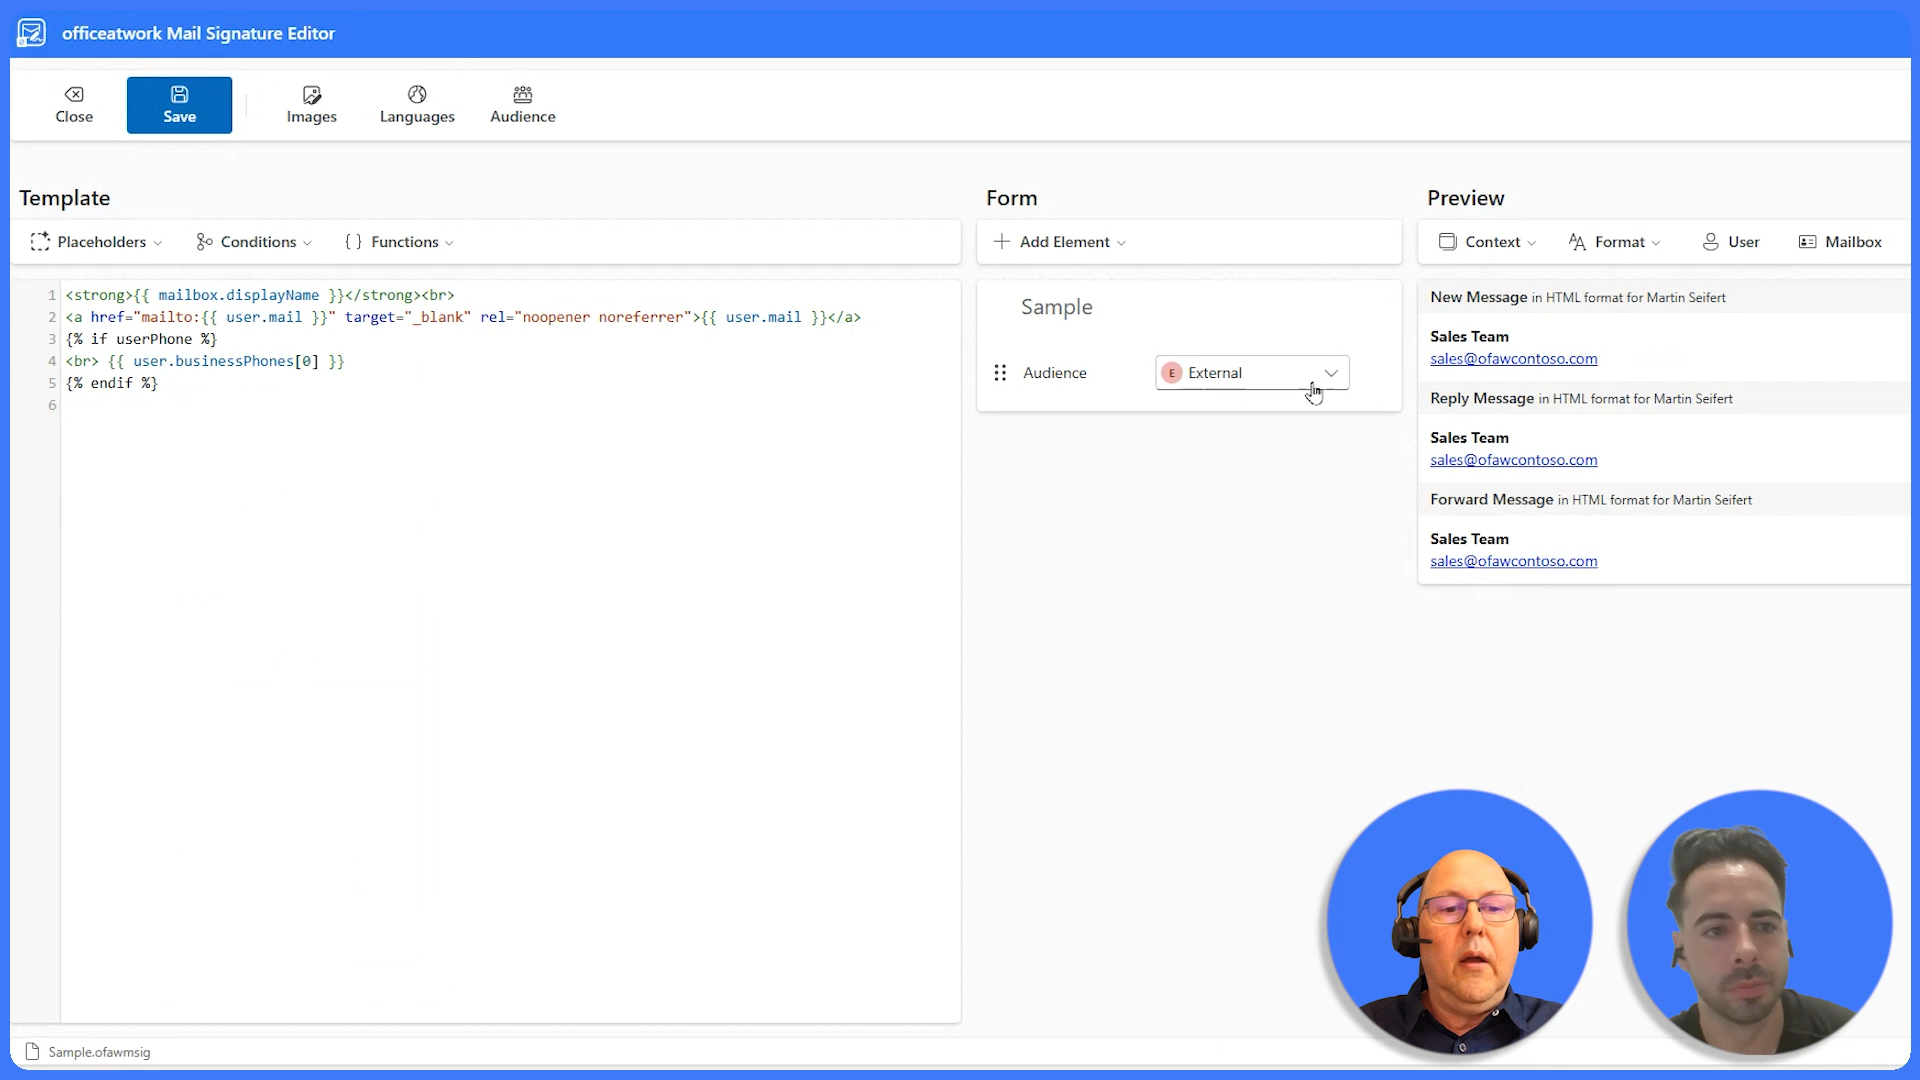 officeatwork Mail Signature Editor
Close
Save
Images
Languages
Audience
Template
Placeholders
Conditions
{ } Functions
1 <strong>{{ mailbox.displayName }}</strong><br>
2 <a href="mailto:{{ user.mail }}" target="_blank" rel="noopener noreferrer">{{ user.mail }}</a>
3 {% if userPhone %}
4 <br> {{ user.businessPhones[0] }}
5 {% endif %}
6
Form
Add Element
Sample
Audience
E External
Preview
Context
Format
User
Mailbox
New Message in HTML format for Martin Seifert
Sales Team
sales@ofawcontoso.com
Reply Message in HTML format for Martin Seifert
Sales Team
sales@ofawcontoso.com
Forward Message in HTML format for Martin Seifert
Sales Team
sales@ofawcontoso.com
Sample.ofawmsig